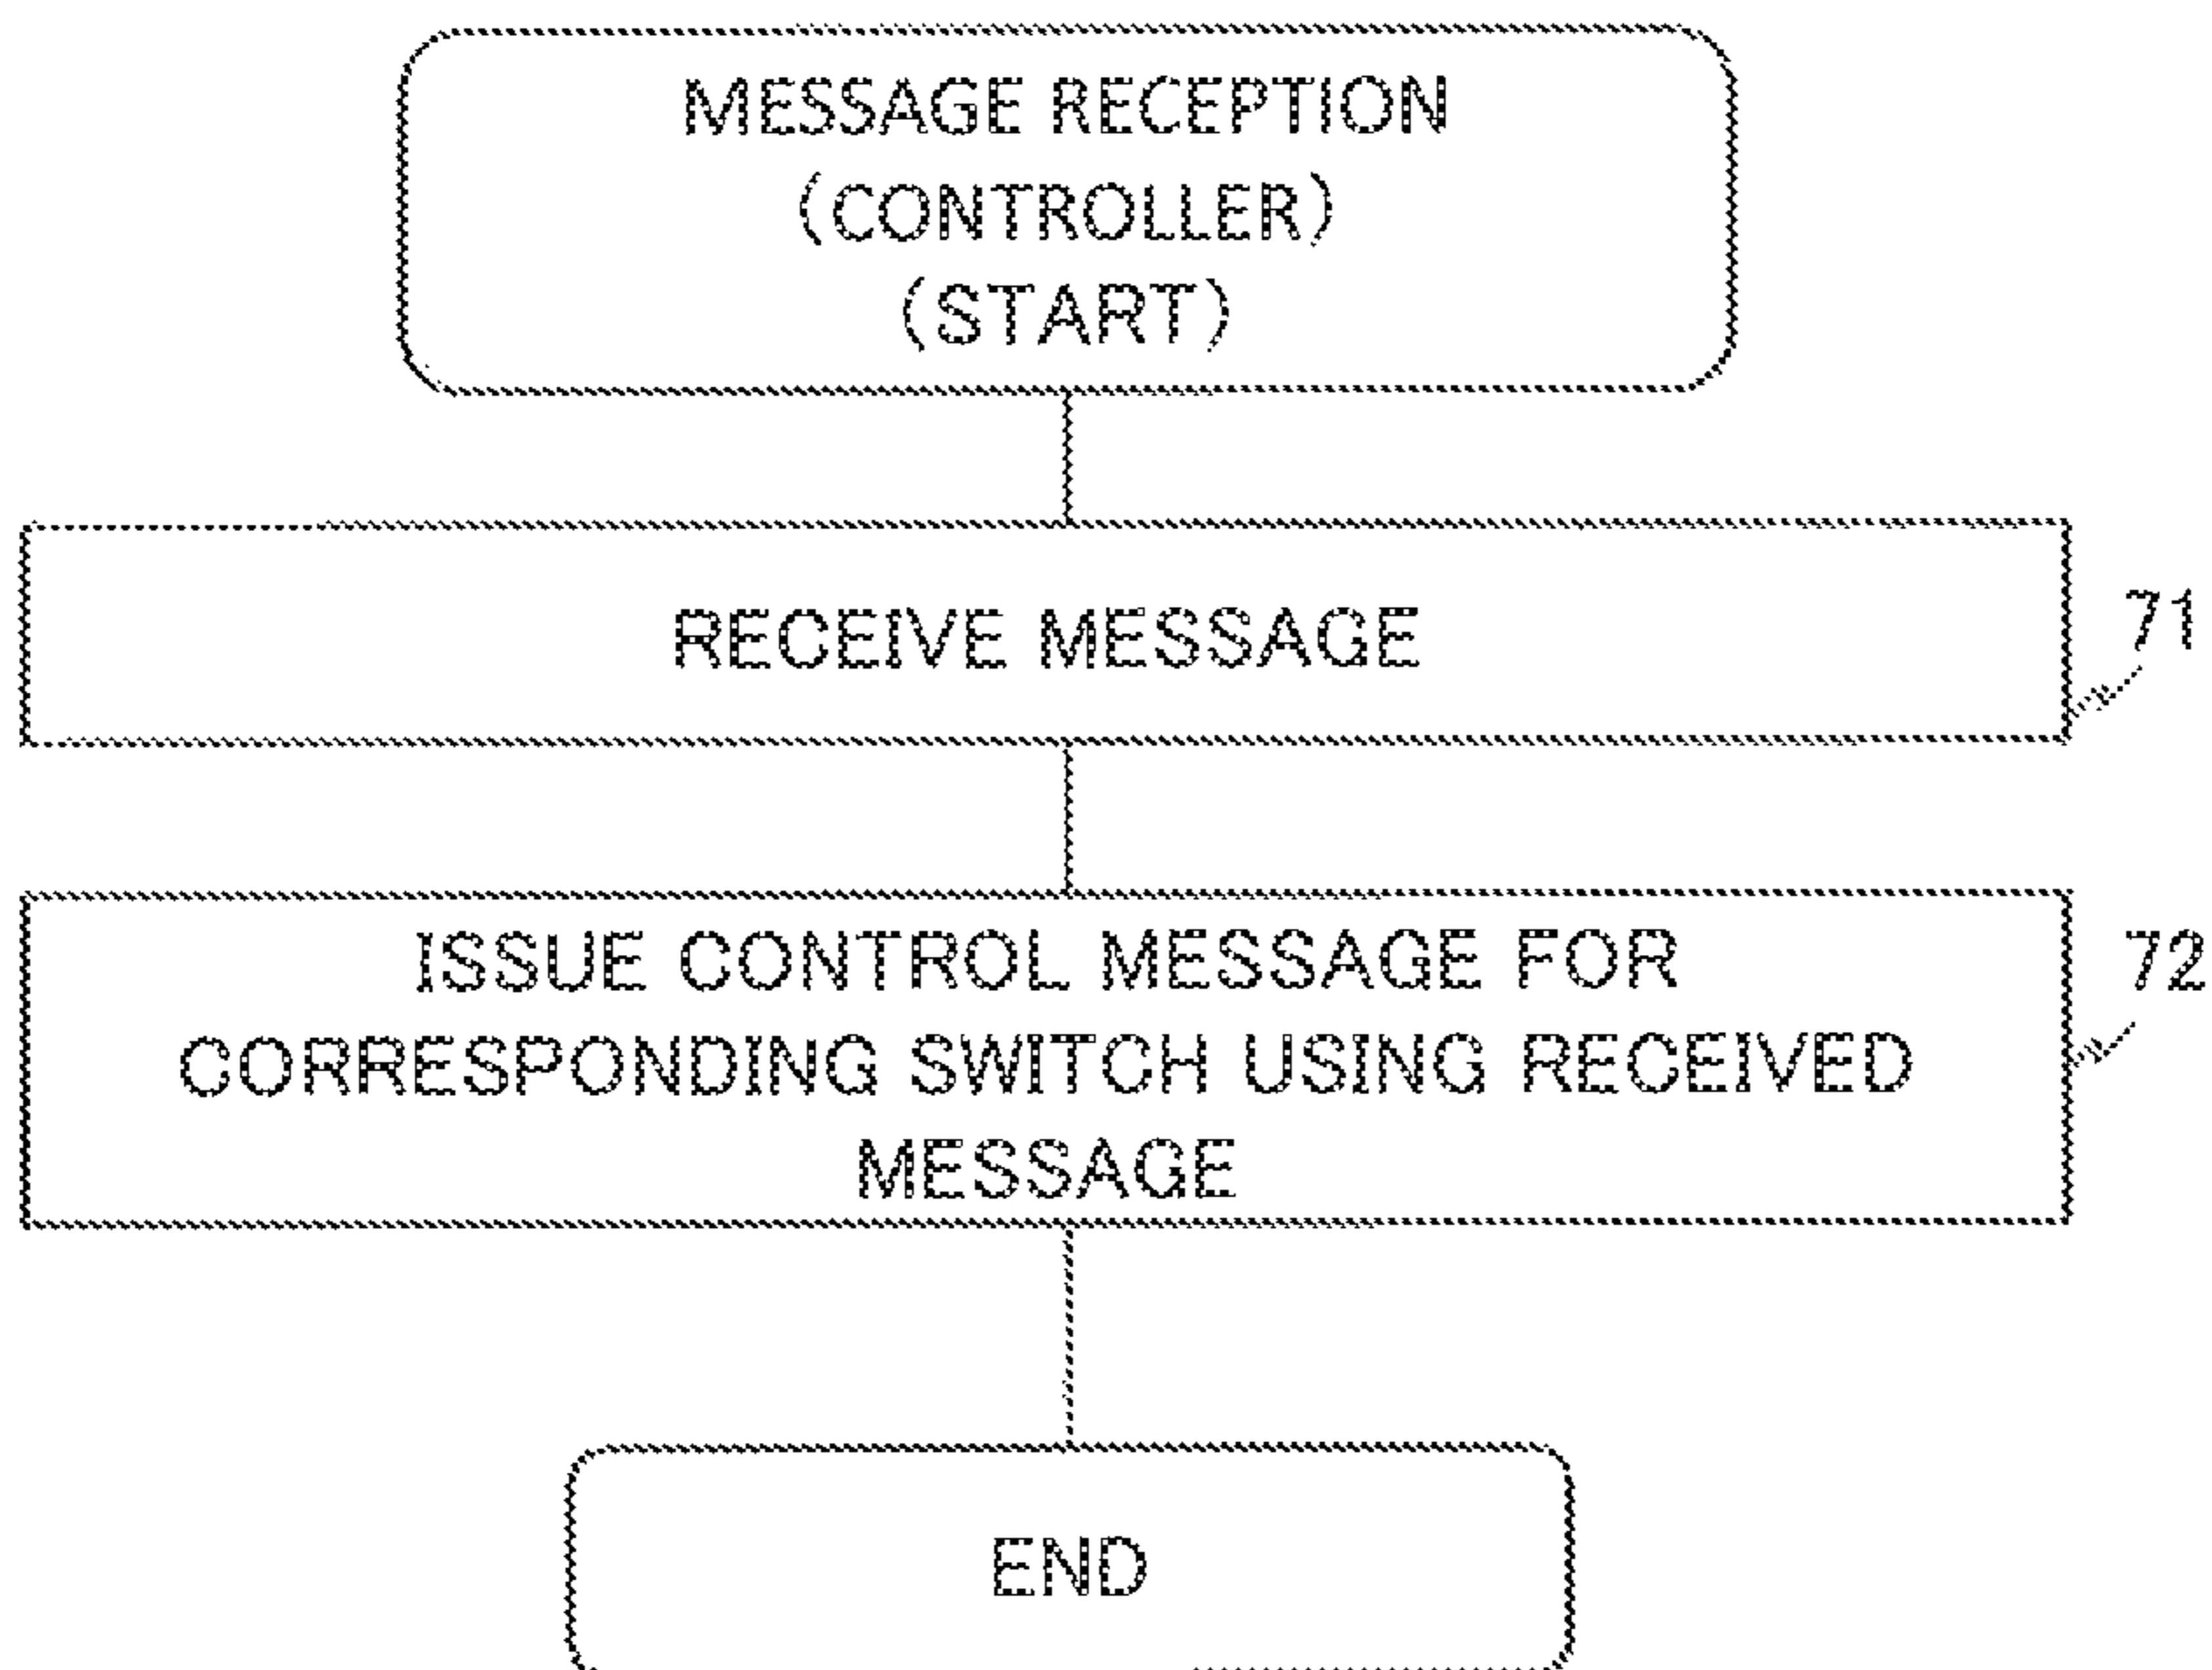 MESSAGE RECEPTION
(CONTROLLER)
(START)
RECEIVE MESSAGE
71
ISSUE CONTROL MESSAGE FOR
CORRESPONDING SWITCH USING RECEIVED
MESSAGE
72
END